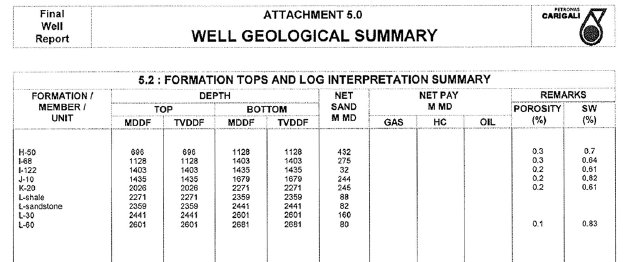 Final
Well
Report
ATTACHMENT 5.0
WELL GEOLOGICAL SUMMARY
PETRONAS
CARIGALI
5.2 : FORMATION TOPS AND LOG INTERPRETATION SUMMARY
FORMATION / DEPTH NET NET PAY REMARKS
MEMBER / TOP BOTTOM SAND M MD POROSITY SW
UNIT MDDF TVDDF MDDF TVDDF M MD GAS HC OIL (%) (%)
H-50 696 696 1128 1128 432 0.3 0.7
I-68 1128 1128 1403 1403 275 0.3 0.64
I-122 1403 1403 1435 1435 32 0.2 0.61
J-10 1435 1435 1679 1679 244 0.2 0.82
K-20 2026 2026 2271 2271 245 0.2 0.61
L-shale 2271 2271 2359 2359 88
L-sandstone 2359 2359 2441 2441 82
L-30 2441 2441 2601 2601 160
L-60 2601 2601 2681 2681 80 0.1 0.83